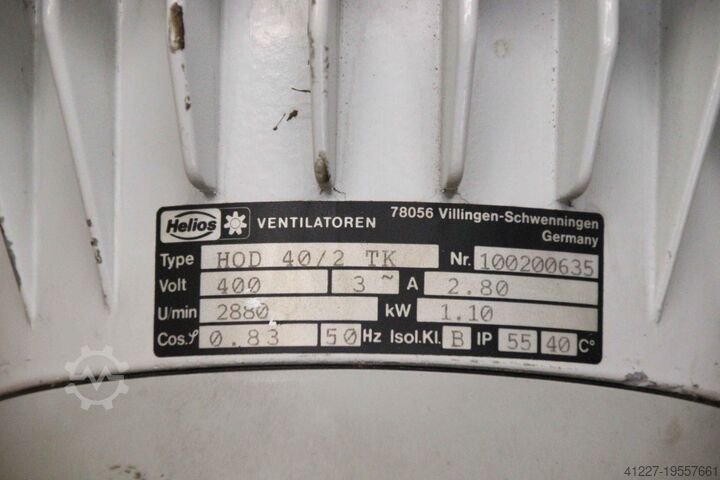 Helios VENTILATOREN 78056 Villingen-Schwenningen
Germany
Type HOD 40/2 TK Nr. 100200635
Volt 400 3~ A 2.80
U/min 2880 kW 1.10
Cos.φ 0.83 50 Hz Isol.Kl. B IP 55 40 C°
41227-19557661